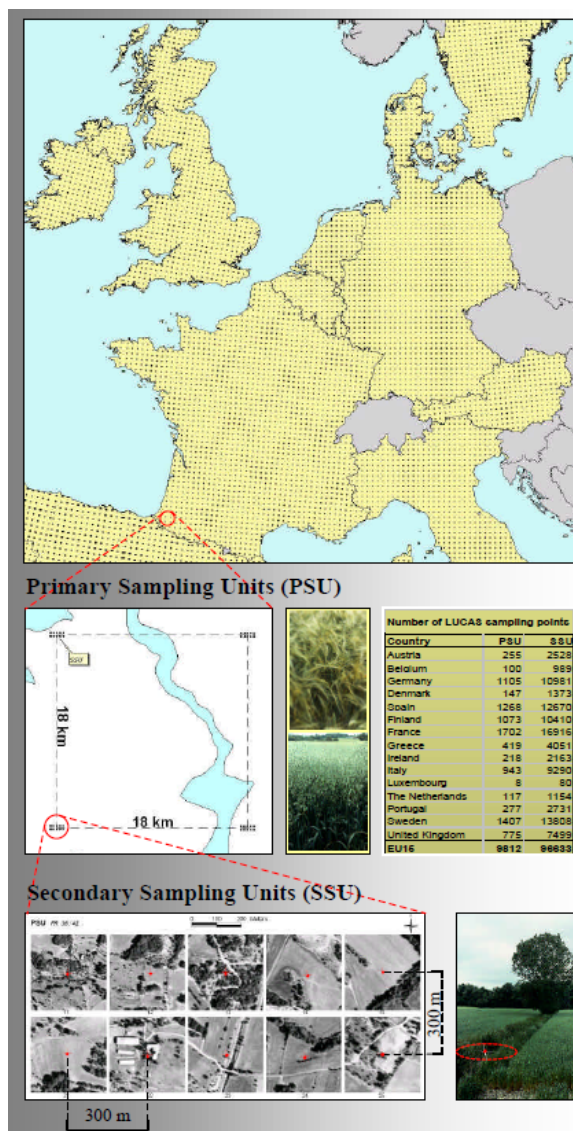 Primary Sampling Units (PSU)
SSU
18 km
18 km
Number of LUCAS sampling points
Country PSU SSU
Austria 255 2528
Belgium 100 989
Germany 1105 10981
Denmark 147 1373
Spain 1268 12670
Finland 1073 10410
France 1702 16916
Greece 419 4051
Ireland 218 2163
Italy 943 9290
Luxembourg 8 80
The Netherlands 117 1154
Portugal 277 2731
Sweden 1407 13808
United Kingdom 775 7499
EU15 9812 96633
Secondary Sampling Units (SSU)
PSU
300 m
300 m